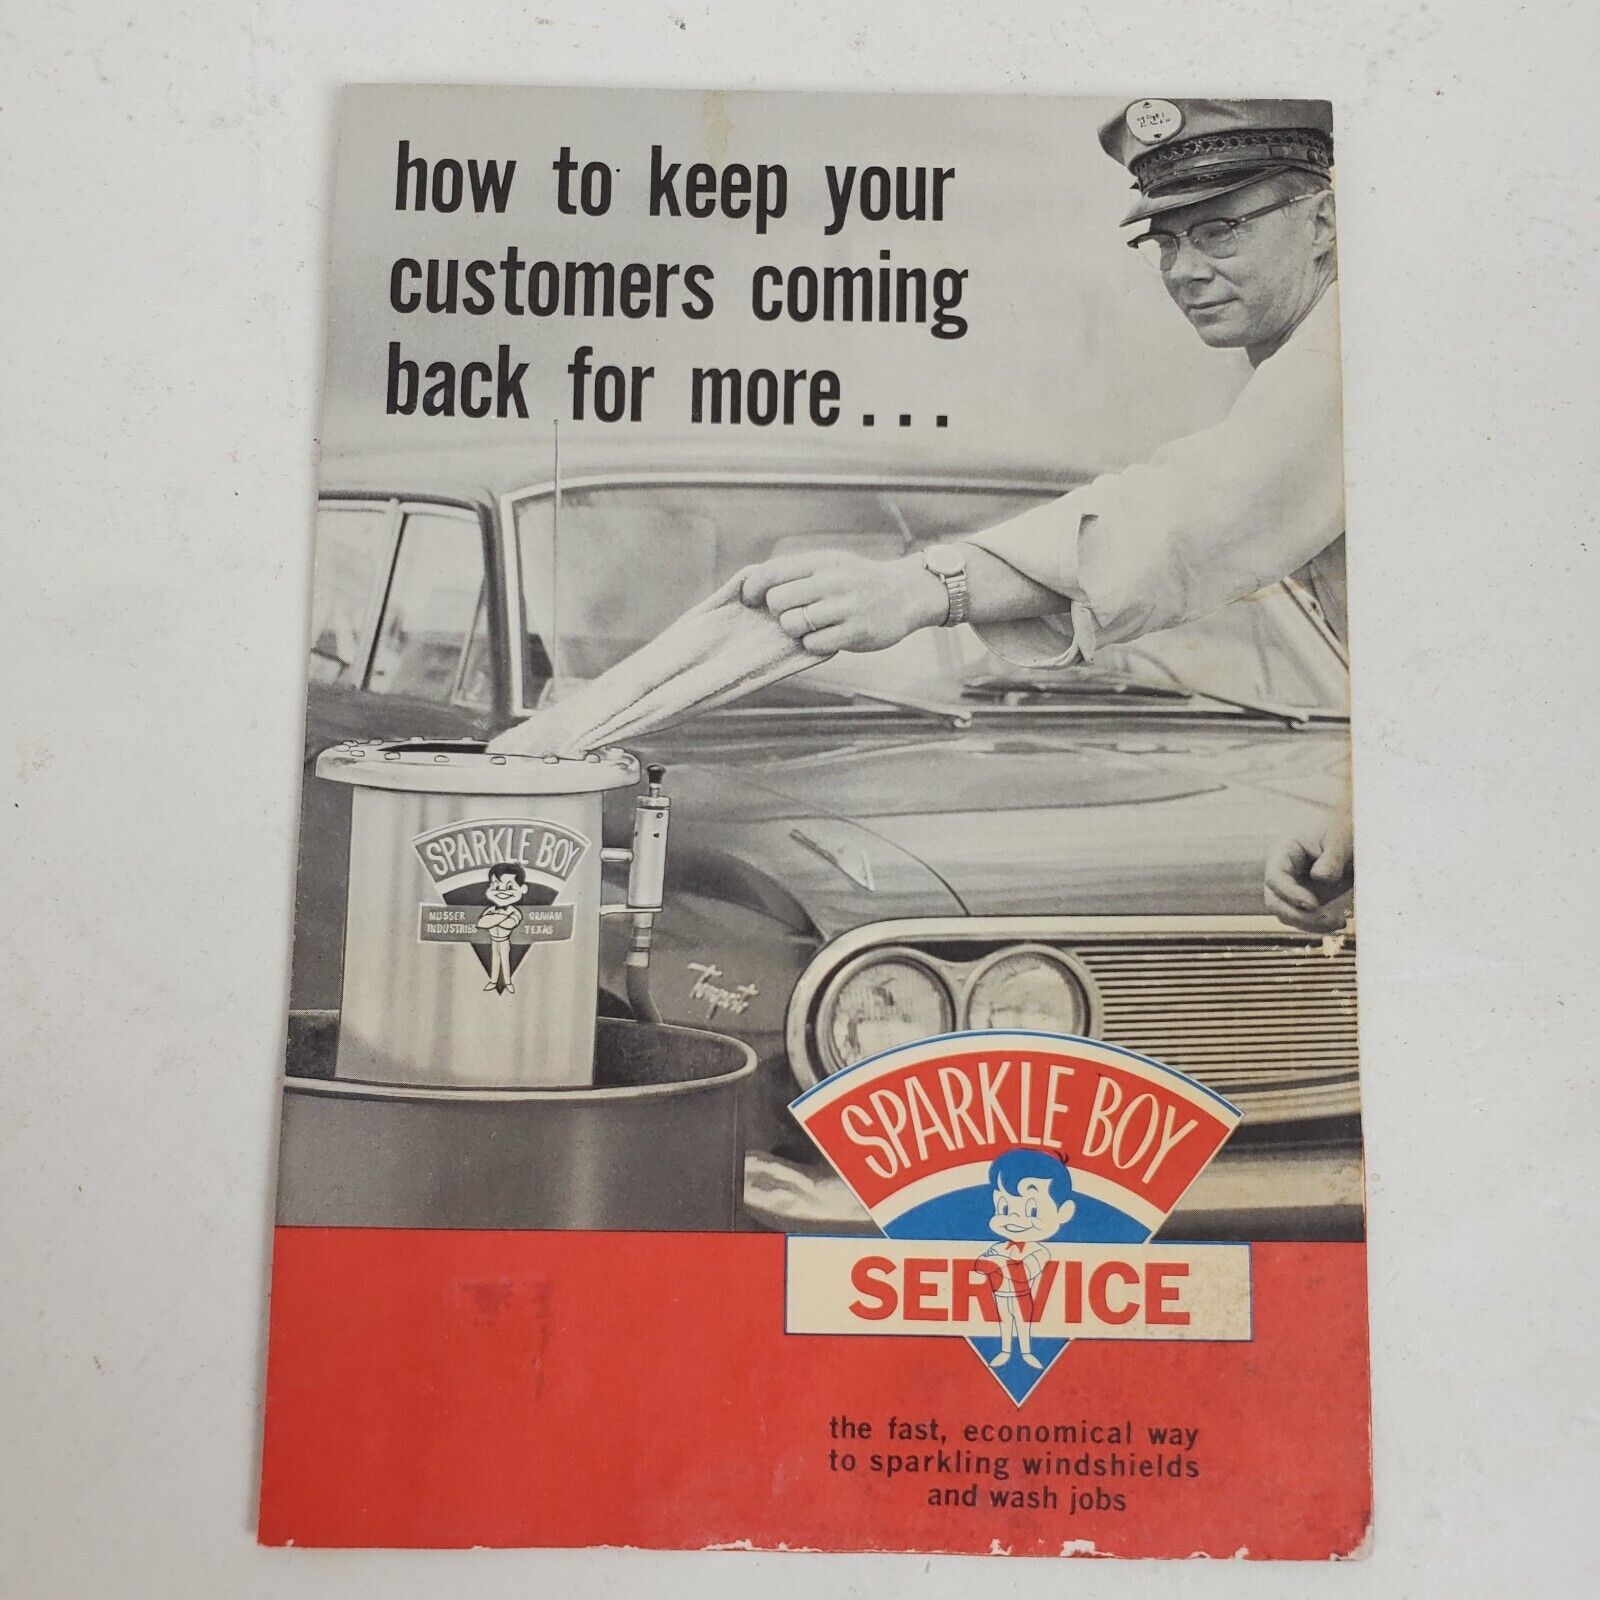 how to keep your
customers coming
back for more...
SPARKLE BOY
MUSSER
INDUSTRIES
GRAHAM
TEXAS
Tempest
SPARKLE BOY
SERVICE
the fast, economical way
to sparkling windshields
and wash jobs